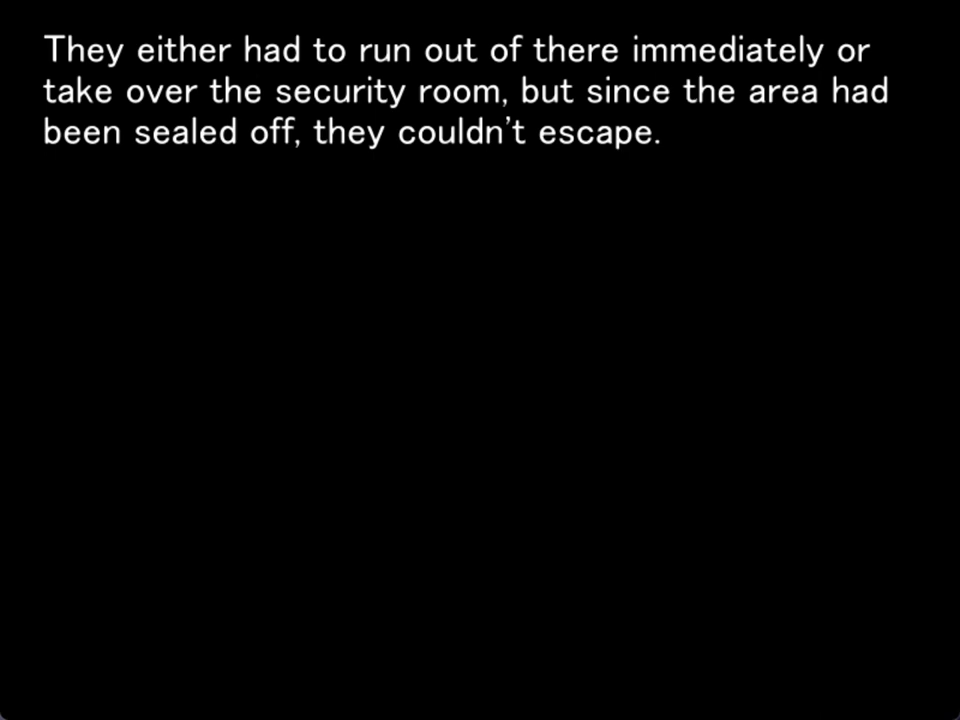 They either had to run out of there immediately or
take over the security room, but since the area had
been sealed off, they couldn't escape.